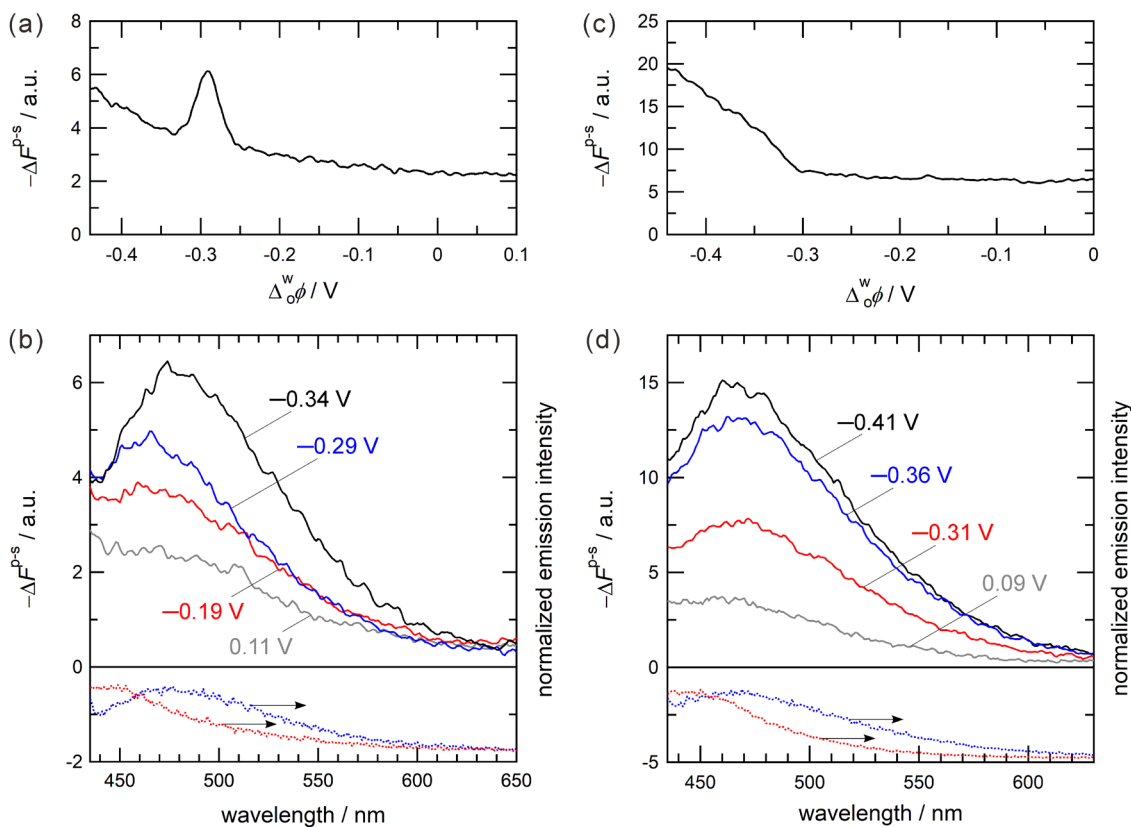 (a)
8
6
4
2
0
−ΔF^p-s / a.u.
-0.4 -0.3 -0.2 -0.1 0 0.1
Δ^w_oϕ / V
(c)
25
20
15
10
5
0
−ΔF^p-s / a.u.
-0.4 -0.3 -0.2 -0.1 0
Δ^w_oϕ / V
(b)
6
4
2
0
-2
−ΔF^p-s / a.u.
−0.34 V
−0.29 V
−0.19 V
0.11 V
normalized emission intensity
450 500 550 600 650
wavelength / nm
(d)
15
10
5
0
-5
−ΔF^p-s / a.u.
−0.41 V
−0.36 V
−0.31 V
0.09 V
normalized emission intensity
450 500 550 600
wavelength / nm